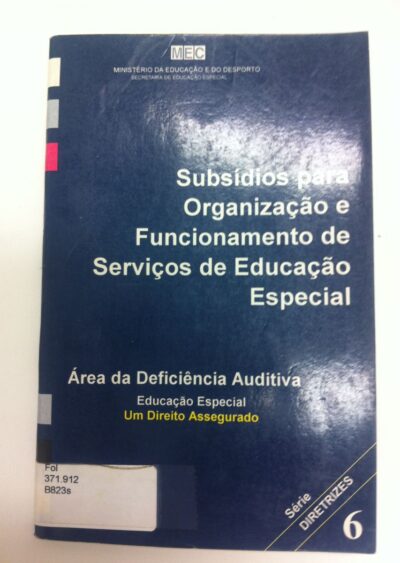 MEC
MINISTÉRIO DA EDUCAÇÃO E DO DESPORTO
SECRETARIA DE EDUCAÇÃO ESPECIAL
Subsídios para
Organização e
Funcionamento de
Serviços de Educação
Especial
Área da Deficiência Auditiva
Educação Especial
Um Direito Assegurado
Fol
371.912
B823s
Série
DIRETRIZES
6